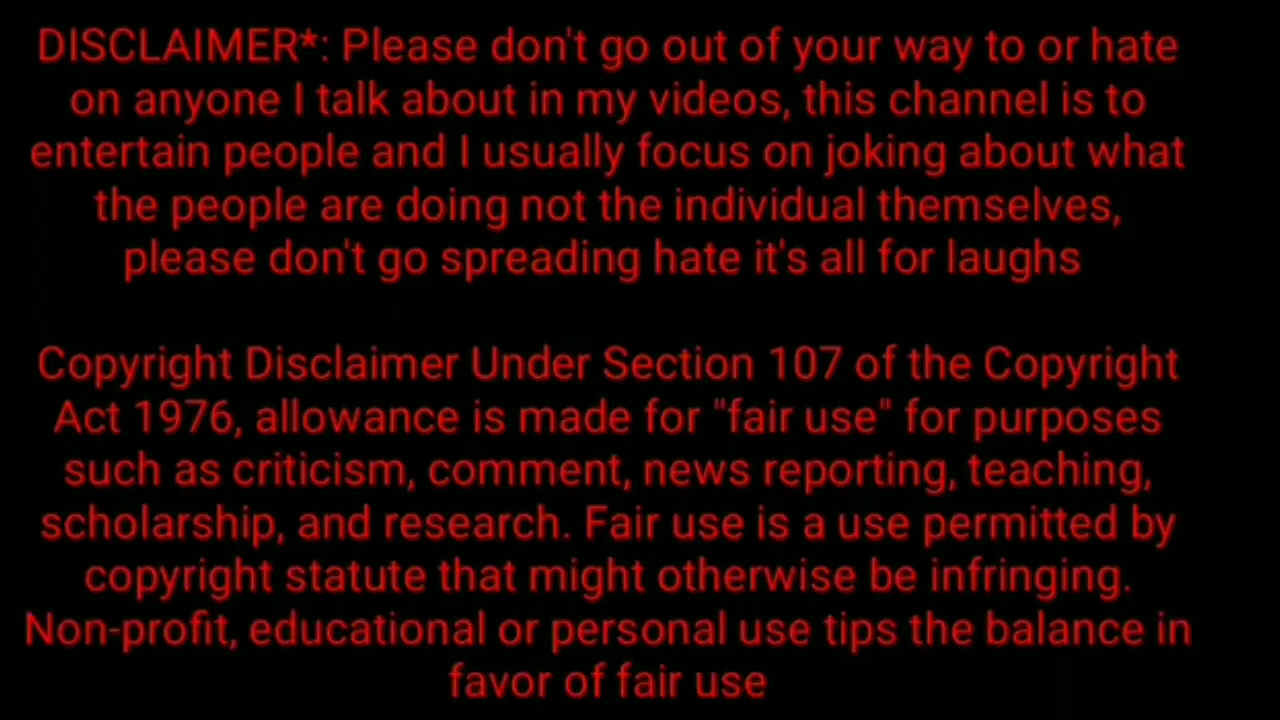 DISCLAIMER*: Please don't go out of your way to or hate
on anyone I talk about in my videos, this channel is to
entertain people and I usually focus on joking about what
the people are doing not the individual themselves,
please don't go spreading hate it's all for laughs
Copyright Disclaimer Under Section 107 of the Copyright
Act 1976, allowance is made for "fair use" for purposes
such as criticism, comment, news reporting, teaching,
scholarship, and research. Fair use is a use permitted by
copyright statute that might otherwise be infringing.
Non-profit, educational or personal use tips the balance in
favor of fair use